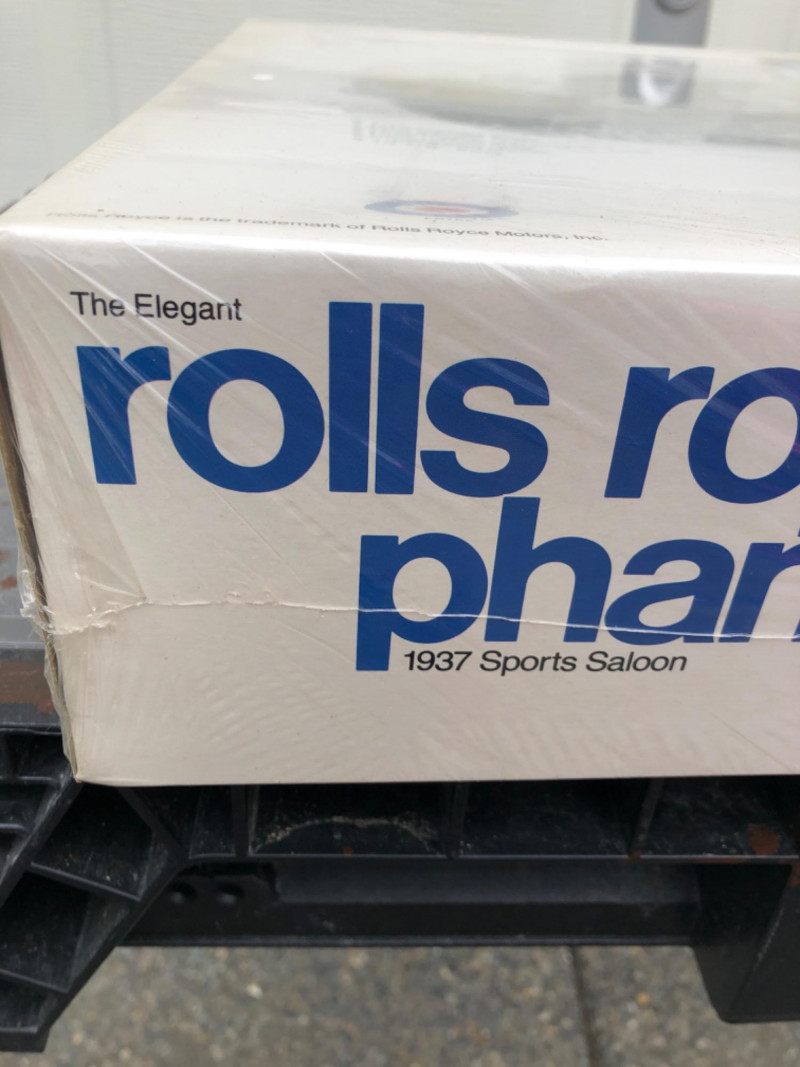 Rolls Royce is the trademark of Rolls Royce Motors, Inc.
The Elegant
rolls ro
phan
1937 Sports Saloon